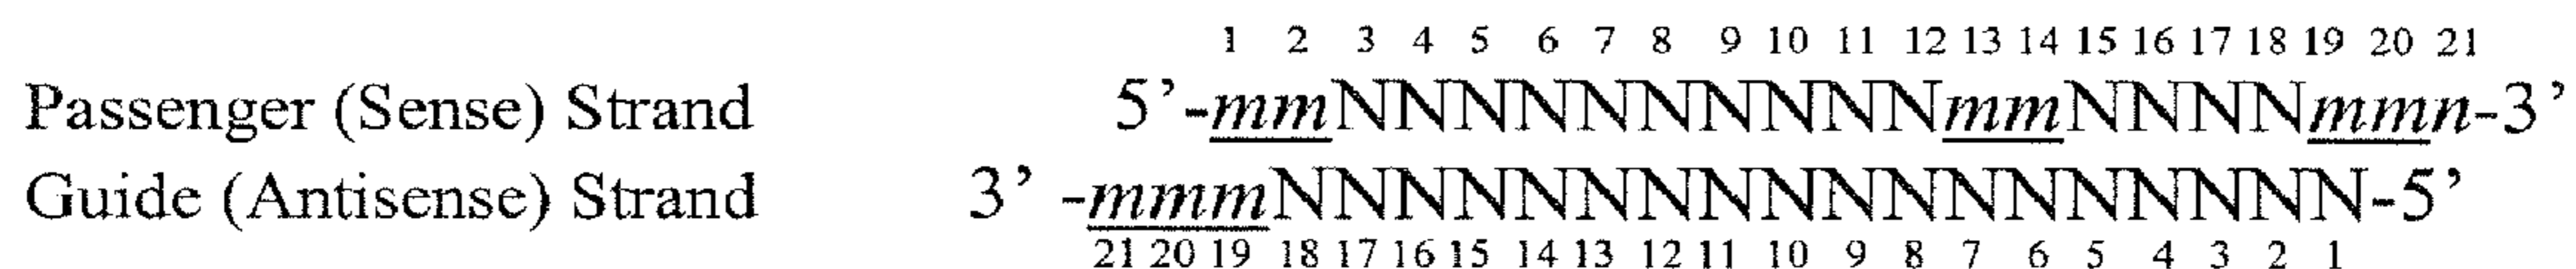 1 2 3 4 5 6 7 8 9 10 11 12 13 14 15 16 17 18 19 20 21
Passenger (Sense) Strand 5’-mmNNNNNNNNNNmmNNNNmmn-3’
Guide (Antisense) Strand 3’ -mmmNNNNNNNNNNNNNNNNNN-5’
21 20 19 18 17 16 15 14 13 12 11 10 9 8 7 6 5 4 3 2 1